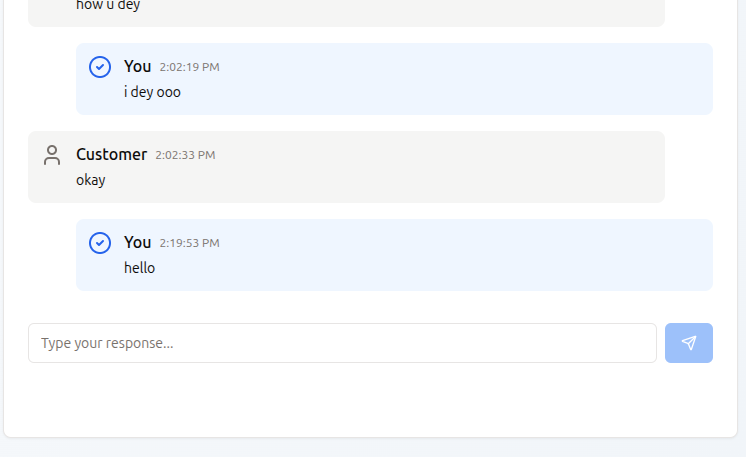 how u dey
You 2:02:19 PM
i dey ooo
Customer 2:02:33 PM
okay
You 2:19:53 PM
hello
Type your response...